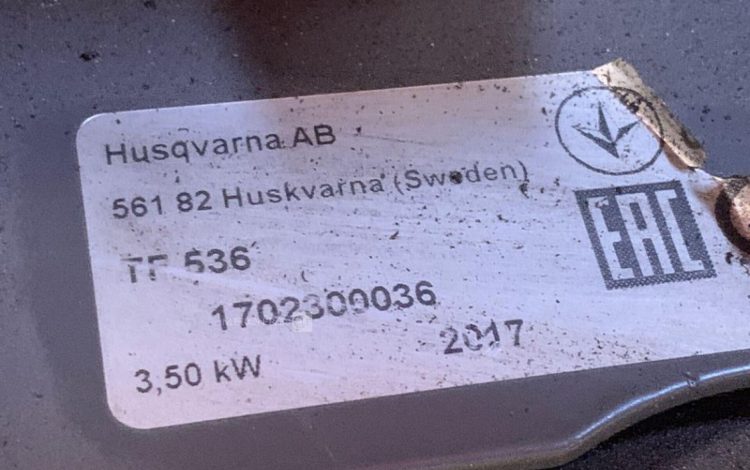 Husqvarna AB
561 82 Huskvarna (Sweden)
TF 536
1702300036
2017
3,50 kW
EAC